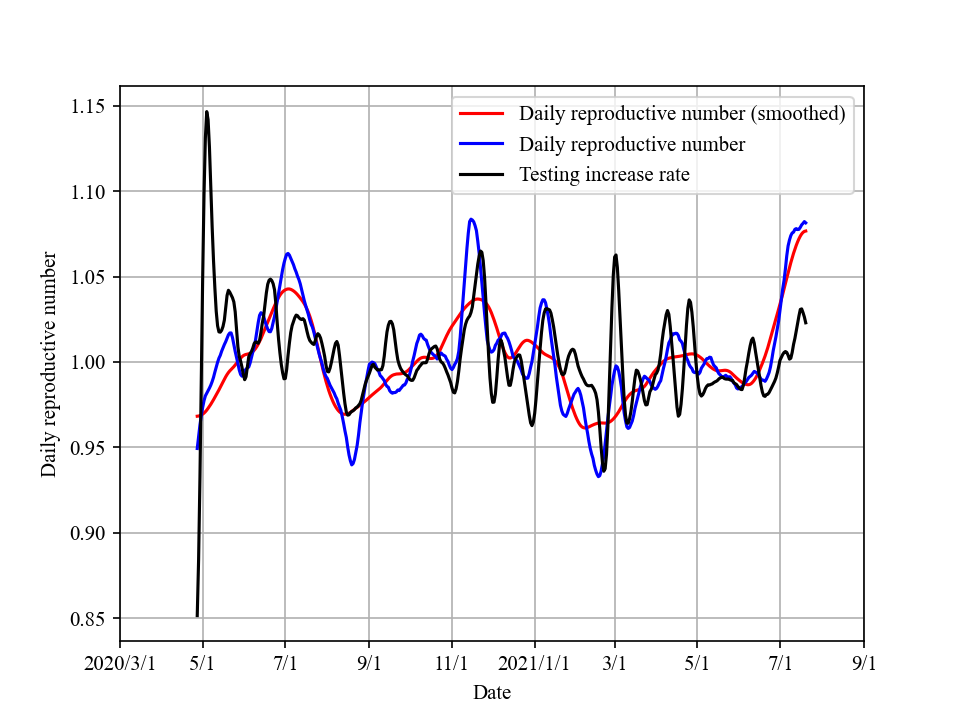 Daily reproductive number (smoothed)
Daily reproductive number
Testing increase rate
Daily reproductive number
1.15
1.10
1.05
1.00
0.95
0.90
0.85
2020/3/1 5/1 7/1 9/1 11/1 2021/1/1 3/1 5/1 7/1 9/1
Date